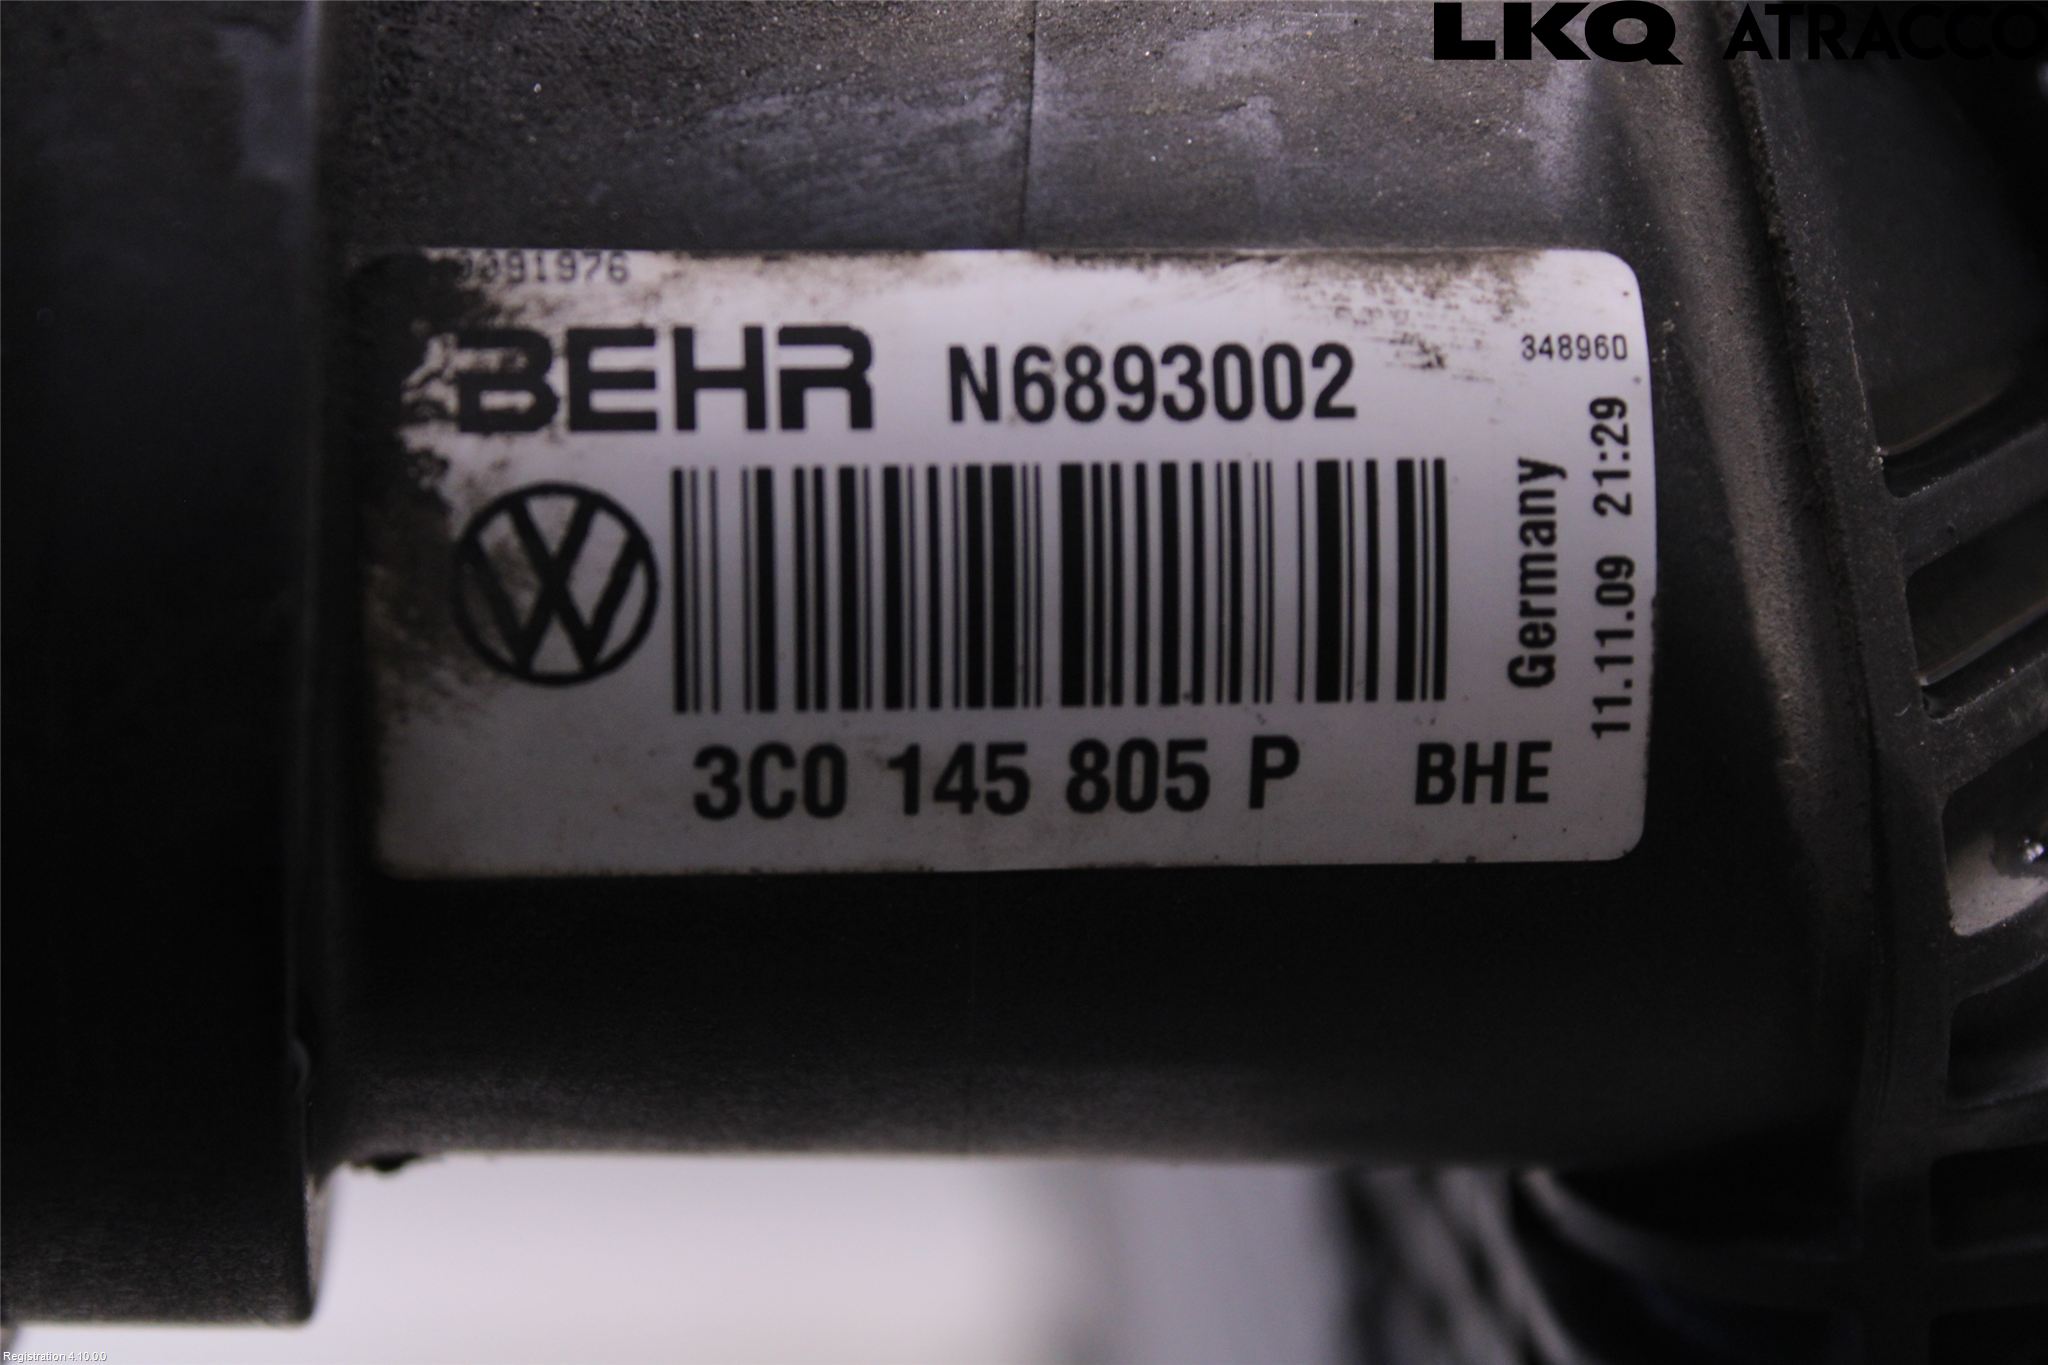 LKQ ATRACCO
0091976
BEHR N6893002
348960
Germany
11.11.09 21:29
3C0 145 805 P BHE
Registration 4.10.0.0